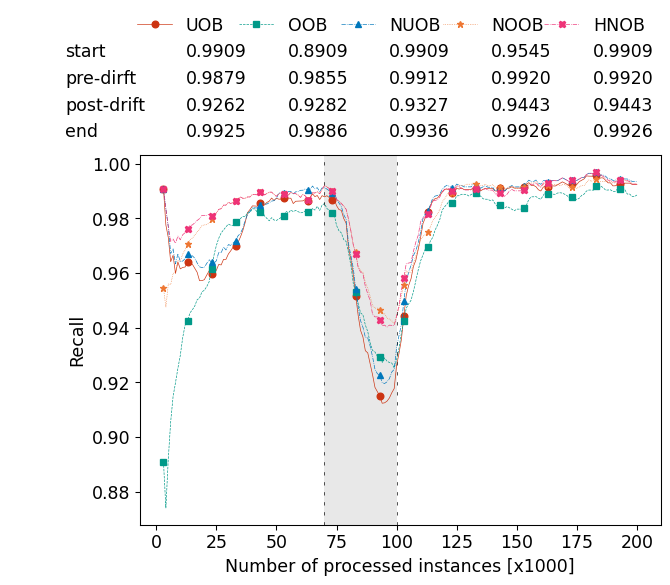 UOB OOB NUOB NOOB HNOB
start 0.9909 0.8909 0.9909 0.9545 0.9909
pre-dirft 0.9879 0.9855 0.9912 0.9920 0.9920
post-drift 0.9262 0.9282 0.9327 0.9443 0.9443
end 0.9925 0.9886 0.9936 0.9926 0.9926
1.00
0.98
0.96
0.94
0.92
0.90
0.88
Recall
0 25 50 75 100 125 150 175 200
Number of processed instances [x1000]